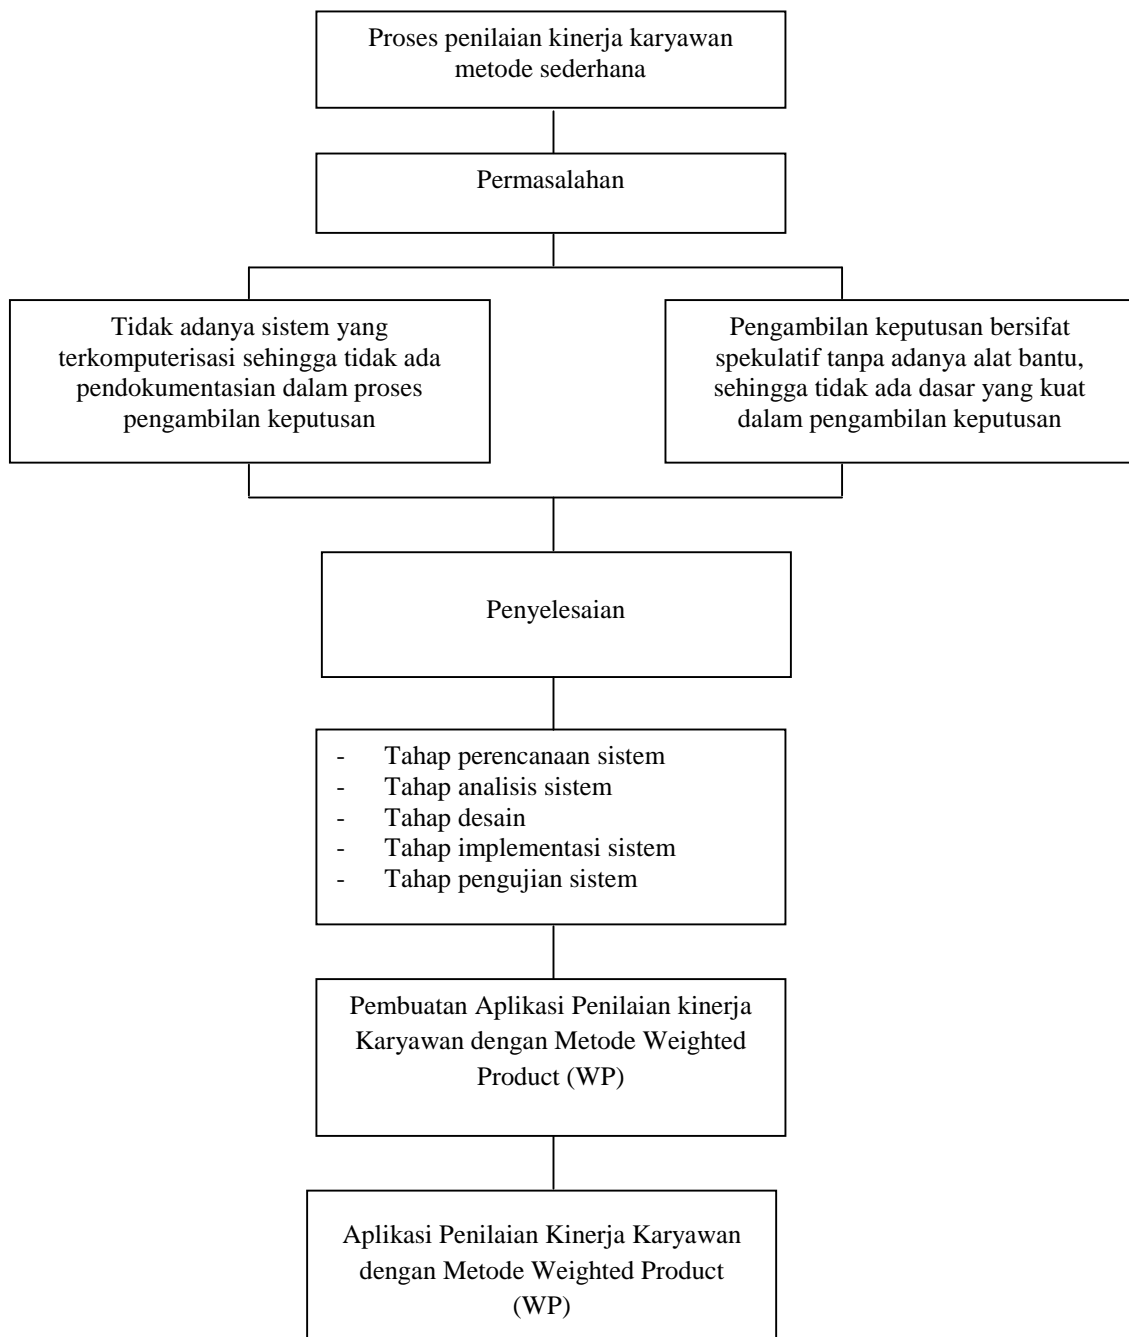 Proses penilaian kinerja karyawan
metode sederhana
Permasalahan
Tidak adanya sistem yang
terkomputerisasi sehingga tidak ada
pendokumentasian dalam proses
pengambilan keputusan
Pengambilan keputusan bersifat
spekulatif tanpa adanya alat bantu,
sehingga tidak ada dasar yang kuat
dalam pengambilan keputusan
Penyelesaian
- Tahap perencanaan sistem
- Tahap analisis sistem
- Tahap desain
- Tahap implementasi sistem
- Tahap pengujian sistem
Pembuatan Aplikasi Penilaian kinerja
Karyawan dengan Metode Weighted
Product (WP)
Aplikasi Penilaian Kinerja Karyawan
dengan Metode Weighted Product
(WP)